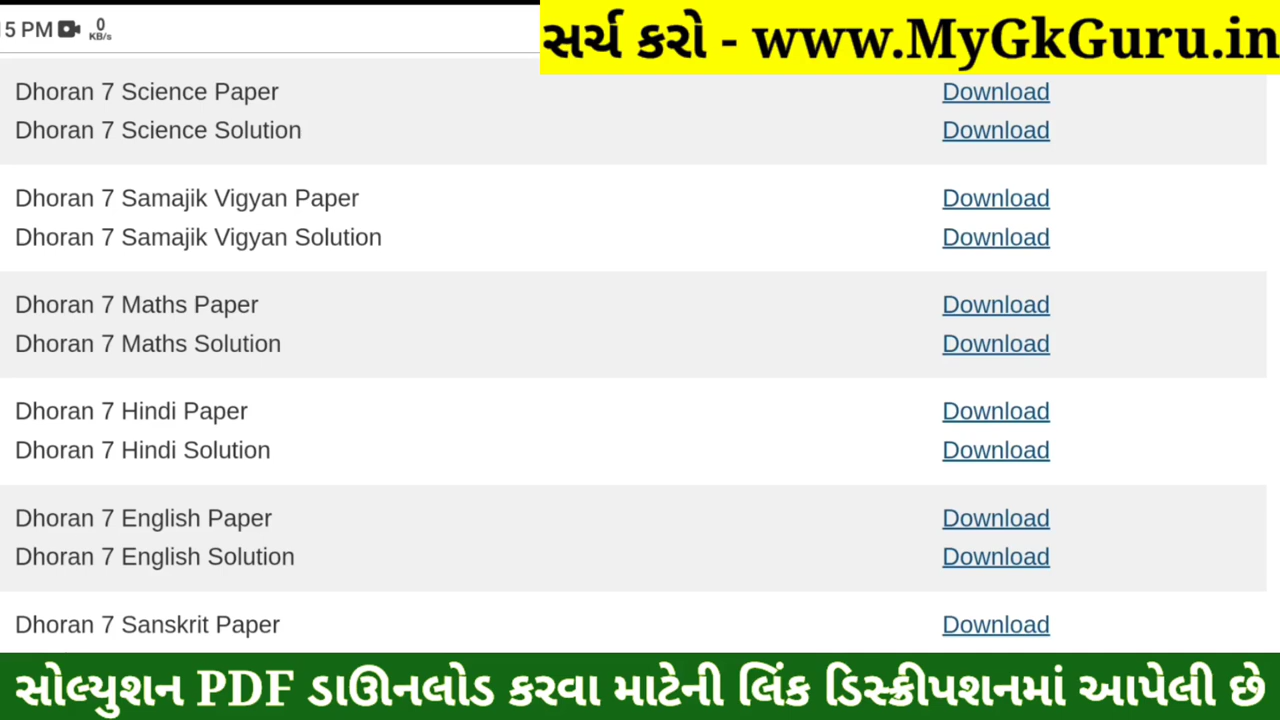 15 PM 0 KB/s
સર્ચ કરો - www.MyGkGuru.in
Dhoran 7 Science Paper Download
Dhoran 7 Science Solution Download
Dhoran 7 Samajik Vigyan Paper Download
Dhoran 7 Samajik Vigyan Solution Download
Dhoran 7 Maths Paper Download
Dhoran 7 Maths Solution Download
Dhoran 7 Hindi Paper Download
Dhoran 7 Hindi Solution Download
Dhoran 7 English Paper Download
Dhoran 7 English Solution Download
Dhoran 7 Sanskrit Paper Download
સોલ્યુશન PDF ડાઊનલોડ કરવા માટેની લિંક ડિસ્ક્રીપશનમાં આપેલી છે